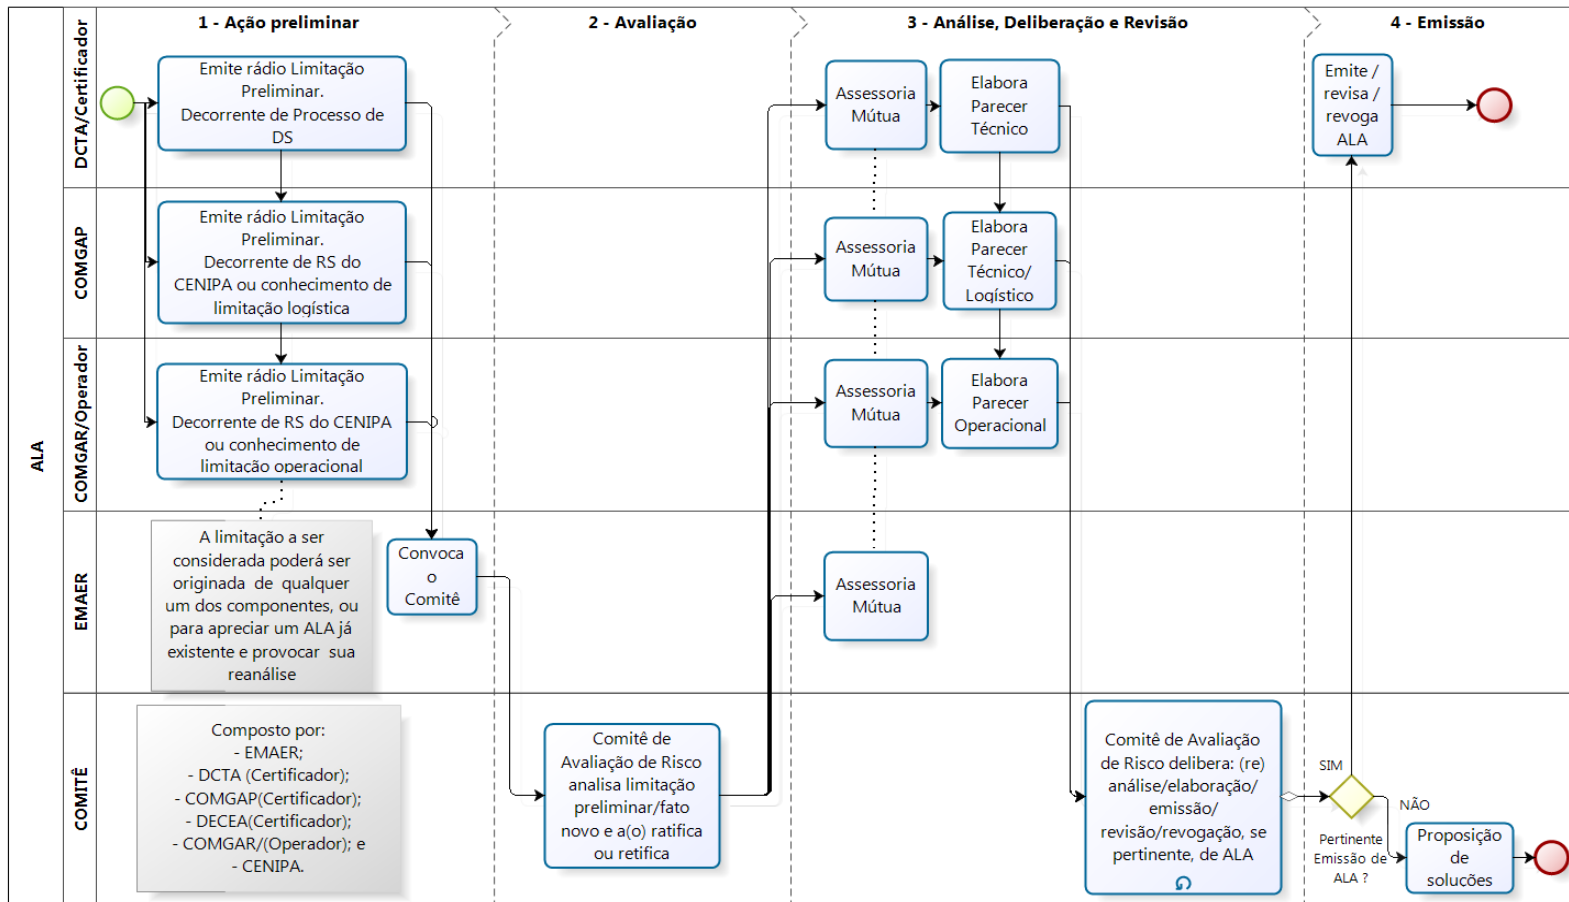 1 - Ação preliminar
2 - Avaliação
3 - Análise, Deliberação e Revisão
4 - Emissão
ALA
DCTA/Certificador
Emite rádio Limitação
Preliminar.
Decorrente de Processo de
DS
Assessoria
Mútua
Elabora
Parecer
Técnico
Emite /
revisa /
revoga
ALA
COMGAP
Emite rádio Limitação
Preliminar.
Decorrente de RS do
CENIPA ou conhecimento de
limitação logística
Assessoria
Mútua
Elabora
Parecer
Técnico/
Logístico
COMGAR/Operador
Emite rádio Limitação
Preliminar.
Decorrente de RS do CENIPA
ou conhecimento de
limitação operacional
Assessoria
Mútua
Elabora
Parecer
Operacional
EMAER
A limitação a ser
considerada poderá ser
originada de qualquer
um dos componentes, ou
para apreciar um ALA já
existente e provocar sua
reanálise
Convoca
o
Comitê
Assessoria
Mútua
COMITÊ
Composto por:
- EMAER;
- DCTA (Certificador);
- COMGAP(Certificador);
- DECEA(Certificador);
- COMGAR/(Operador); e
- CENIPA.
Comitê de
Avaliação de Risco
analisa limitação
preliminar/fato
novo e a(o) ratifica
ou retifica
Comitê de Avaliação
de Risco delibera: (re)
análise/elaboração/
emissão/
revisão/revogação, se
pertinente, de ALA
SIM
NÃO
Pertinente
Emissão de
ALA ?
Proposição
de
soluções